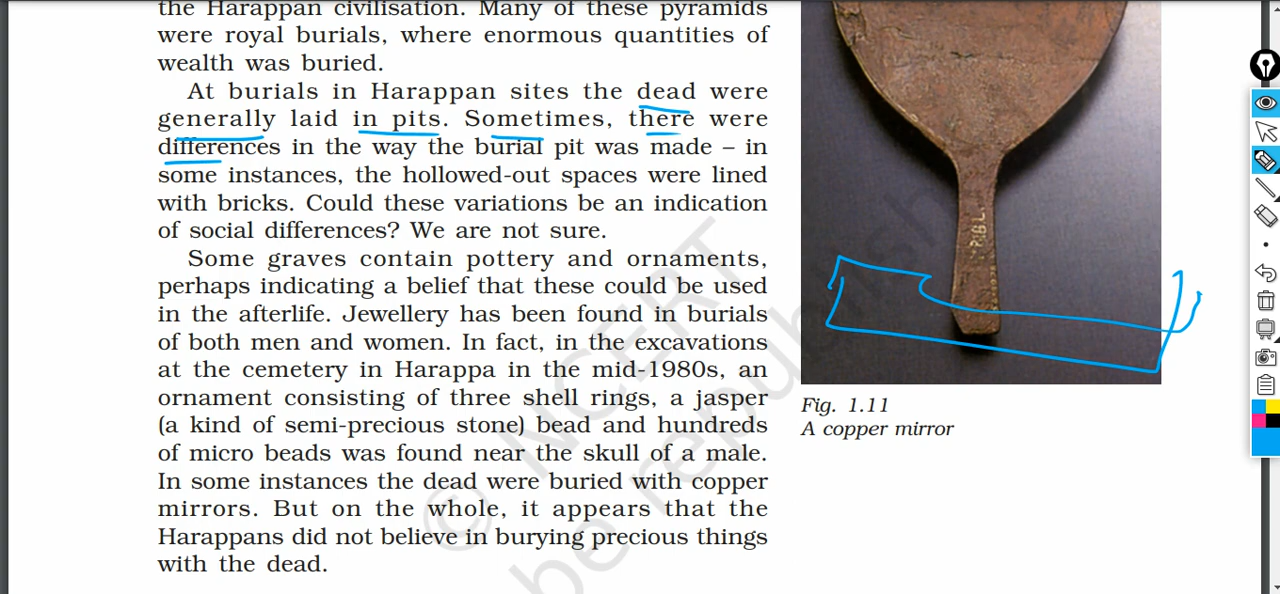 the Harappan civilisation. Many of these pyramids
were royal burials, where enormous quantities of
wealth was buried.
At burials in Harappan sites the dead were
generally laid in pits. Sometimes, there were
differences in the way the burial pit was made – in
some instances, the hollowed-out spaces were lined
with bricks. Could these variations be an indication
of social differences? We are not sure.
Some graves contain pottery and ornaments,
perhaps indicating a belief that these could be used
in the afterlife. Jewellery has been found in burials
of both men and women. In fact, in the excavations
at the cemetery in Harappa in the mid-1980s, an
ornament consisting of three shell rings, a jasper
(a kind of semi-precious stone) bead and hundreds
of micro beads was found near the skull of a male.
In some instances the dead were buried with copper
mirrors. But on the whole, it appears that the
Harappans did not believe in burying precious things
with the dead.
Fig. 1.11
A copper mirror
© NCERT
be republish